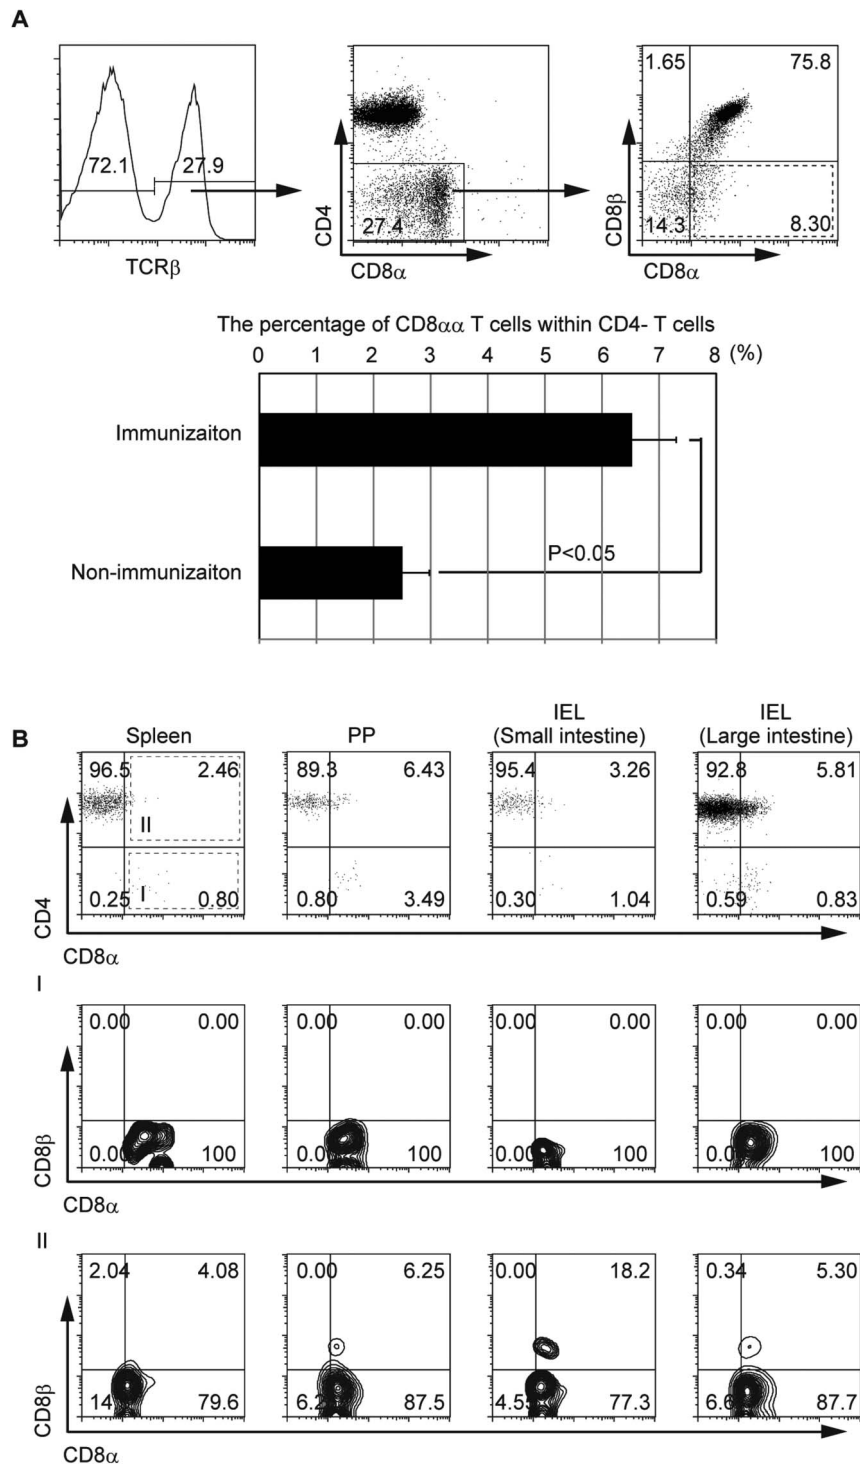 A
72.1 27.9
TCRβ
27.4
CD4
CD8α
1.65 75.8
14.3 8.30
CD8β
CD8α
The percentage of CD8αα T cells within CD4- T cells
0 1 2 3 4 5 6 7 8 (%)
Immunizaiton
P<0.05
Non-immunizaiton
B
Spleen PP IEL (Small intestine) IEL (Large intestine)
96.5 2.46 89.3 6.43 95.4 3.26 92.8 5.81
II
I
0.25 0.80 0.80 3.49 0.30 1.04 0.59 0.83
CD4
CD8α
I
0.00 0.00 0.00 0.00 0.00 0.00 0.00 0.00
100 100 100 100
CD8β
CD8α
II
2.04 4.08 0.00 6.25 0.00 18.2 0.34 5.30
14 79.6 87.5 4.55 77.3 87.7
CD8β
CD8α